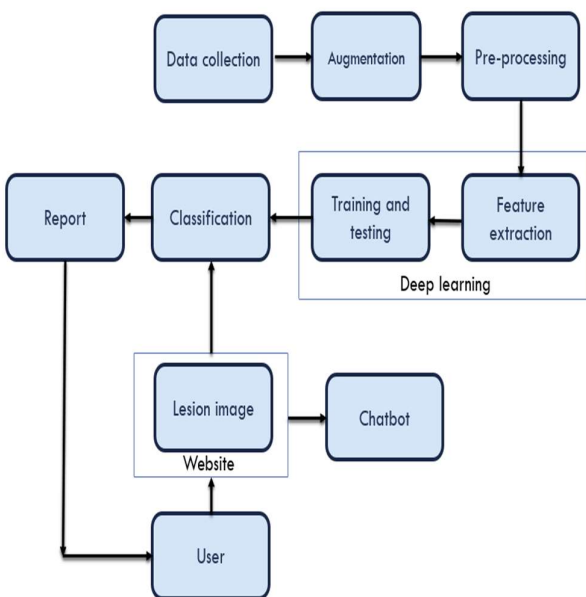 Data collection
Augmentation
Pre-processing
Report
Classification
Training and
testing
Feature
extraction
Deep learning
Lesion image
Website
Chatbot
User